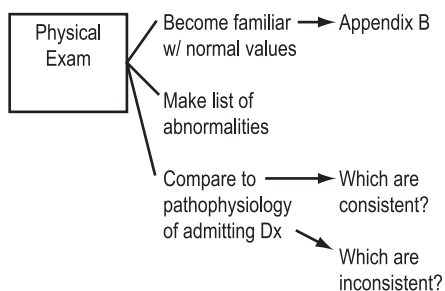 Physical
Exam
Become familiar
w/ normal values
Appendix B
Make list of
abnormalities
Compare to
pathophysiology
of admitting Dx
Which are
consistent?
Which are
inconsistent?